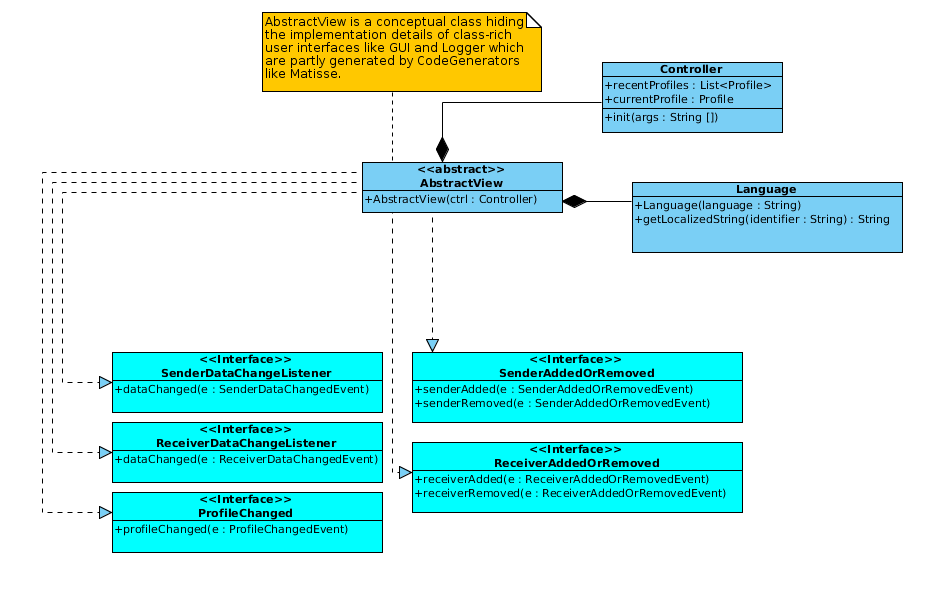 AbstractView is a conceptual class hiding
the implementation details of class-rich
user interfaces like GUI and Logger which
are partly generated by CodeGenerators
like Matisse.
Controller
+recentProfiles : List<Profile>
+currentProfile : Profile
+init(args : String [])
<<abstract>>
AbstractView
+AbstractView(ctrl : Controller)
Language
+Language(language : String)
+getLocalizedString(identifier : String) : String
<<Interface>>
SenderDataChangeListener
+dataChanged(e : SenderDataChangedEvent)
<<Interface>>
SenderAddedOrRemoved
+senderAdded(e : SenderAddedOrRemovedEvent)
+senderRemoved(e : SenderAddedOrRemovedEvent)
<<Interface>>
ReceiverDataChangeListener
+dataChanged(e : ReceiverDataChangedEvent)
<<Interface>>
ReceiverAddedOrRemoved
+receiverAdded(e : ReceiverAddedOrRemovedEvent)
+receiverRemoved(e : ReceiverAddedOrRemovedEvent)
<<Interface>>
ProfileChanged
+profileChanged(e : ProfileChangedEvent)